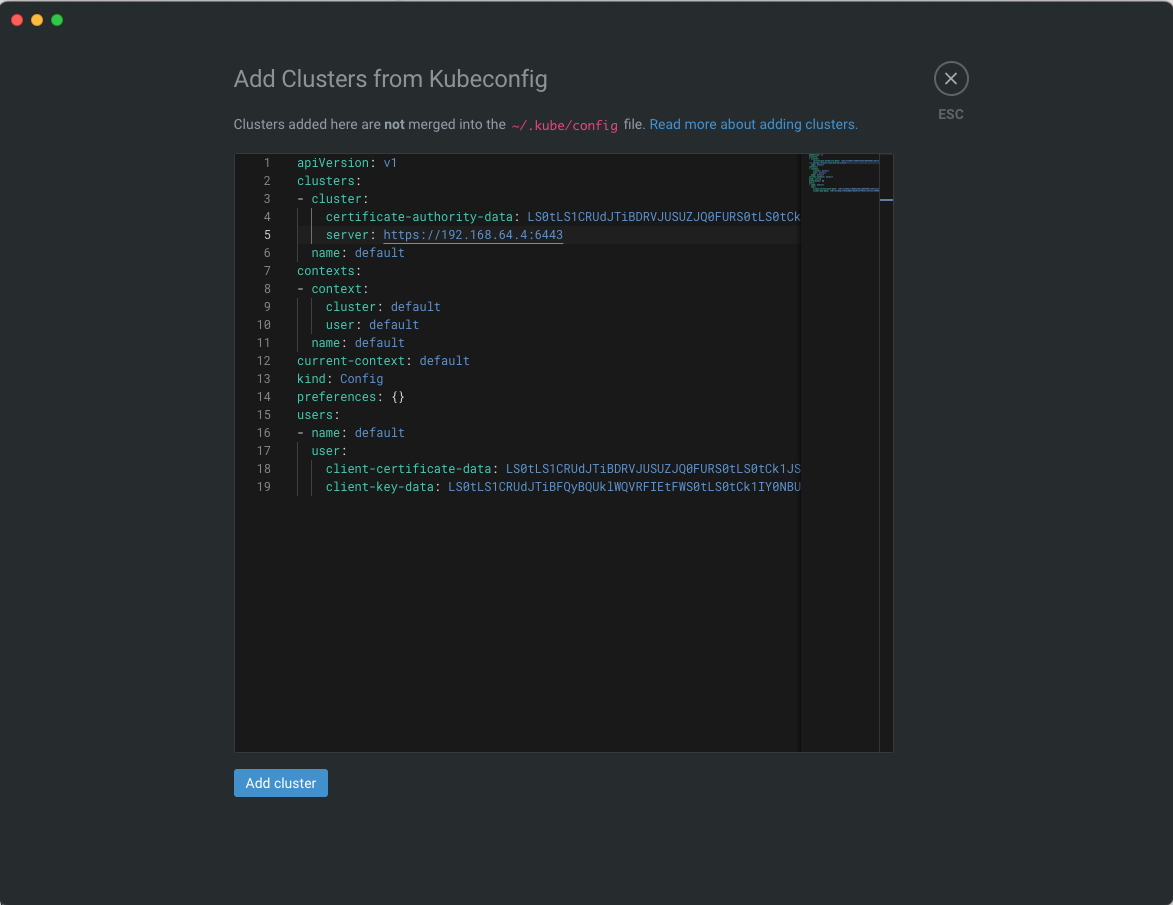 Add Clusters from Kubeconfig
ESC
Clusters added here are not merged into the ~/.kube/config file. Read more about adding clusters.
1 apiVersion: v1
2 clusters:
3 - cluster:
4 certificate-authority-data: LS0tLS1CRUdJTiBDRVJUSUZJQ0FURS0tLS0tCk
5 server: https://192.168.64.4:6443
6 name: default
7 contexts:
8 - context:
9 cluster: default
10 user: default
11 name: default
12 current-context: default
13 kind: Config
14 preferences: {}
15 users:
16 - name: default
17 user:
18 client-certificate-data: LS0tLS1CRUdJTiBDRVJUSUZJQ0FURS0tLS0tCk1JS
19 client-key-data: LS0tLS1CRUdJTiBFQyBQUklWQVRFIEtFWS0tLS0tCk1IY0NBU
Add cluster